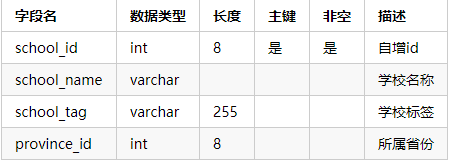 字段名 数据类型 长度 主键 非空 描述
school_id int 8 是 是 自增id
school_name varchar 学校名称
school_tag varchar 255 学校标签
province_id int 8 所属省份